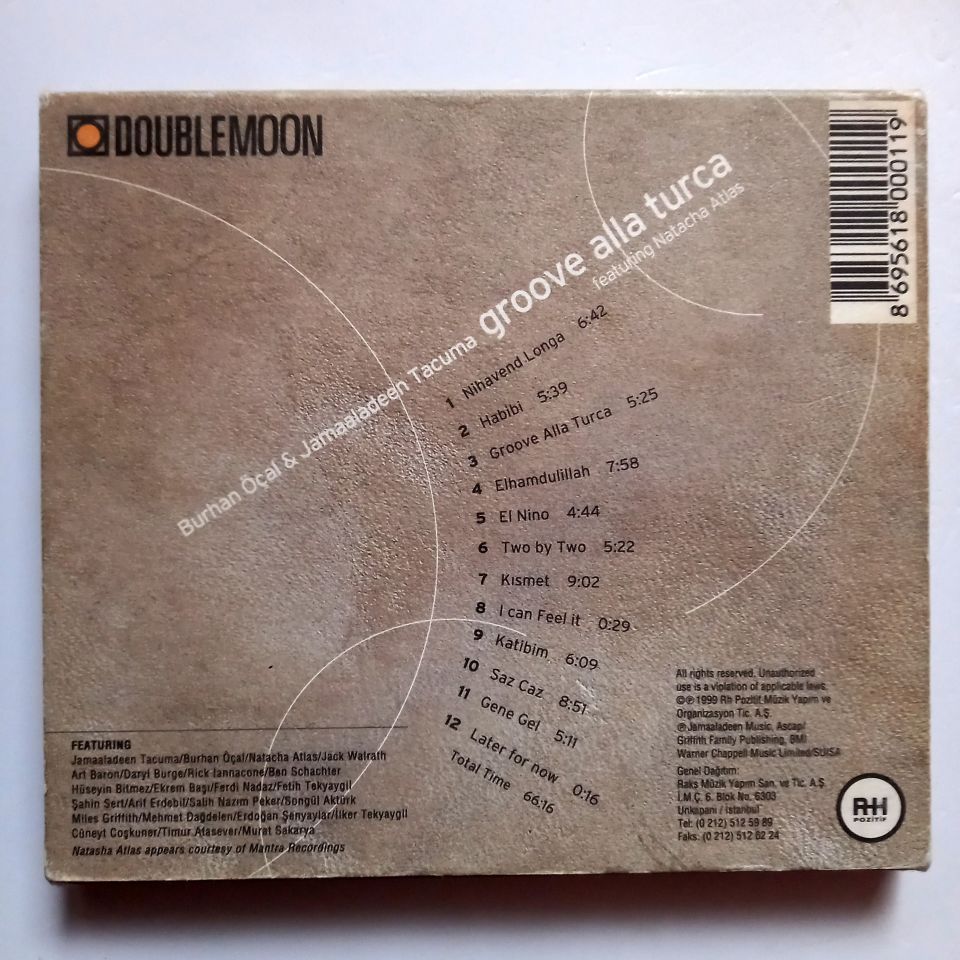 DOUBLEMOON
8 695618 000119
Burhan Öçal & Jamaaladeen Tacuma groove alla turca
featuring Natacha Atlas
1 Nihavend Longa 6:42
2 Habibi 5:39
3 Groove Alla Turca 5:25
4 Elhamdulillah 7:58
5 El Nino 4:44
6 Two by Two 5:22
7 Kısmet 9:02
8 I can Feel it 0:29
9 Katibim 6:09
10 Saz Caz 8:51
11 Gene Gel 5:11
12 Later for now 0:16
Total Time 66:16
FEATURING
Jamaaladeen Tacuma/Burhan Öçal/Natacha Atlas/Jack Walrath
Art Baron/Daryl Burge/Rick Iannacone/Ben Schachter
Hüseyin Bitmez/Ekrem Başı/Ferdi Nadaz/Fetih Tekyaygil
Şahin Sert/Arif Erdebil/Salih Nazım Peker/Songül Aktürk
Miles Griffith/Mehmet Dağdelen/Erdoğan Şenyaylar/İlker Tekyaygil
Cüneyt Coşkuner/Timur Atasever/Murat Sakarya
Natasha Atlas appears courtesy of Mantra Recordings
All rights reserved. Unauthorized
use is a violation of applicable laws.
©℗ 1999 Rh Pozitif Müzik Yapım ve
Organizasyon Tic. A.Ş.
℗ Jamaaladeen Music, Ascap/
Griffith Family Publishing, BMI
Warner Chappell Music Limited/SUISA
Genel Dağıtım:
Raks Müzik Yapım San. ve Tic. A.Ş.
İ.M.Ç. 6. Blok No. 6303
Unkapanı / İstanbul
Tel: (0 212) 512 59 89
Faks: (0 212) 512 62 24
RH
POZİTİF